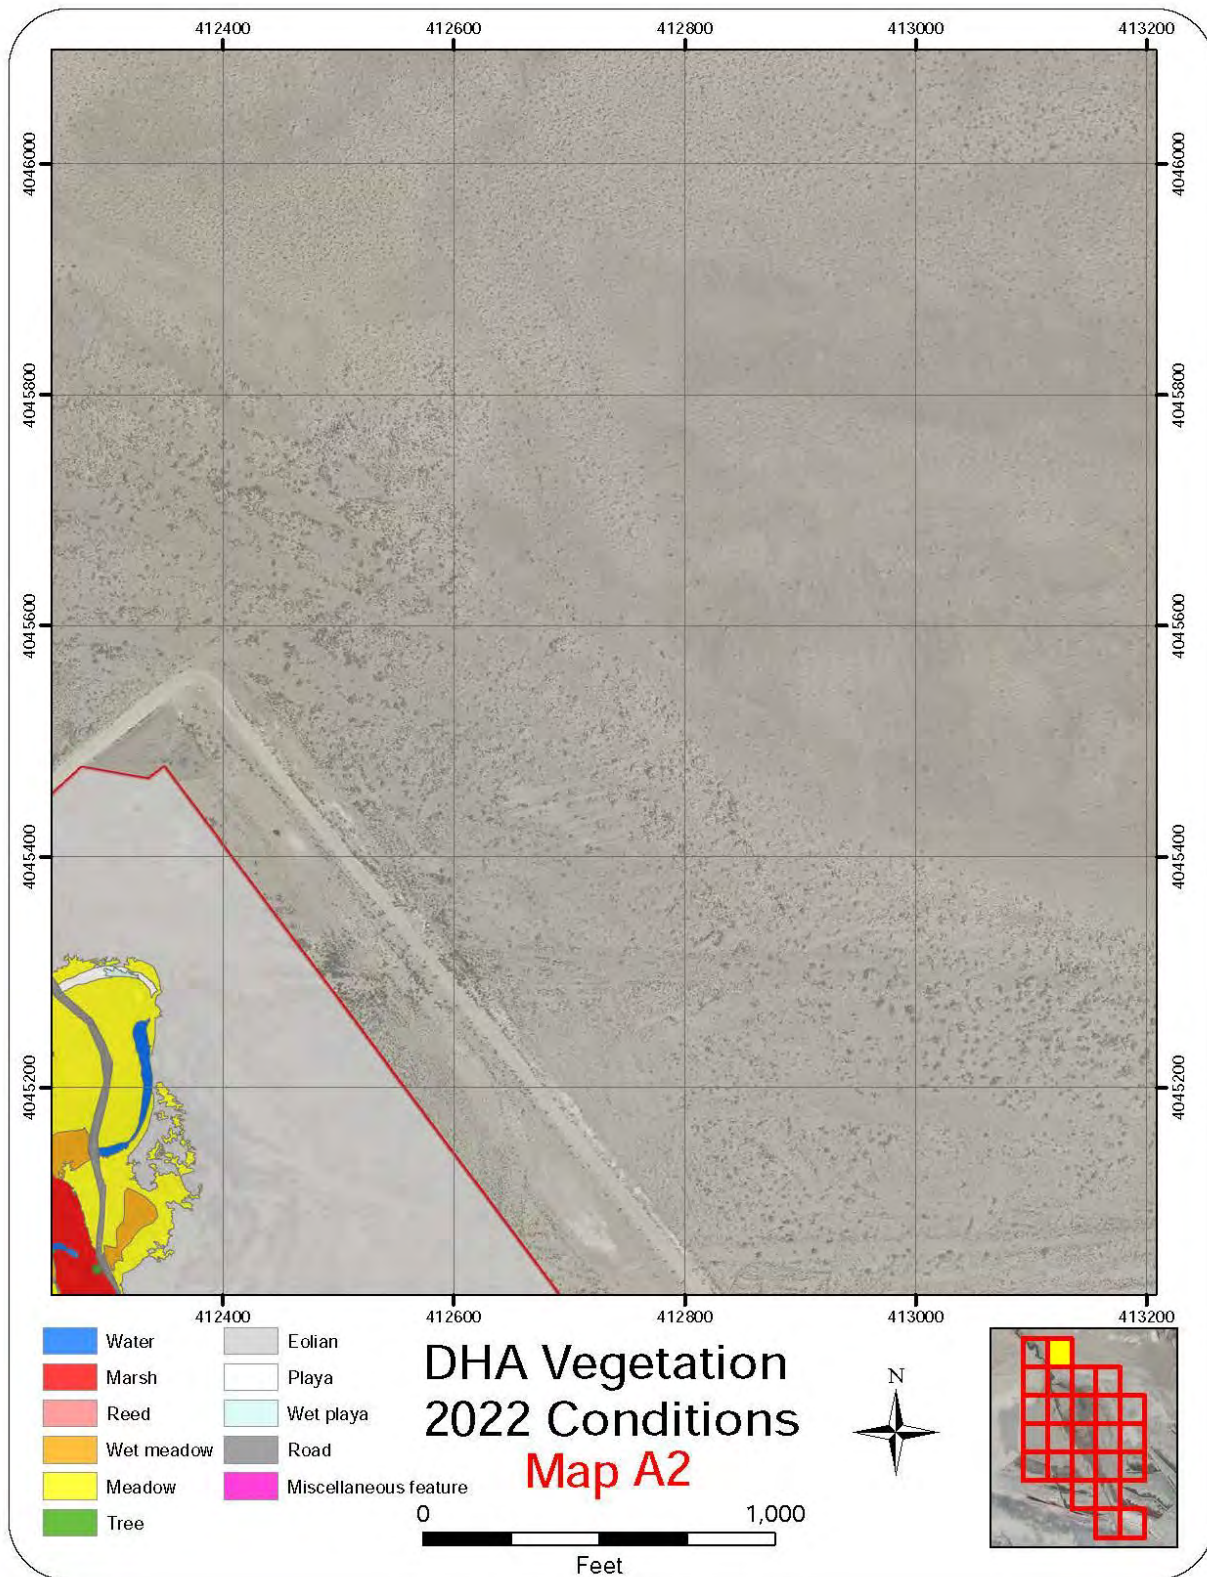 412400
412600
412800
413000
413200
4046000
4046000
4045800
4045800
4045600
4045600
4045400
4045400
4045200
4045200
412400
412600
412800
413000
413200
Water
Marsh
Reed
Wet meadow
Meadow
Tree
Eolian
Playa
Wet playa
Road
Miscellaneous feature
DHA Vegetation
2022 Conditions
Map A2
0 1,000
Feet
N